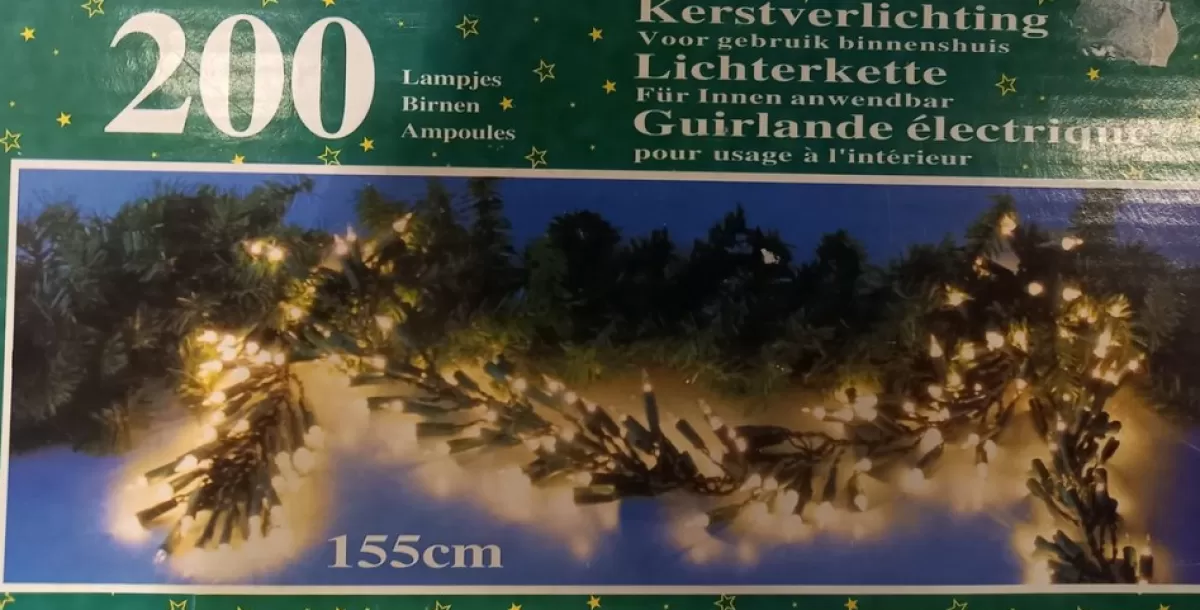 200
Lampjes
Birnen
Ampoules
Kerstverlichting
Voor gebruik binnenshuis
Lichterkette
Für Innen anwendbar
Guirlande électrique
pour usage à l'intérieur
155cm